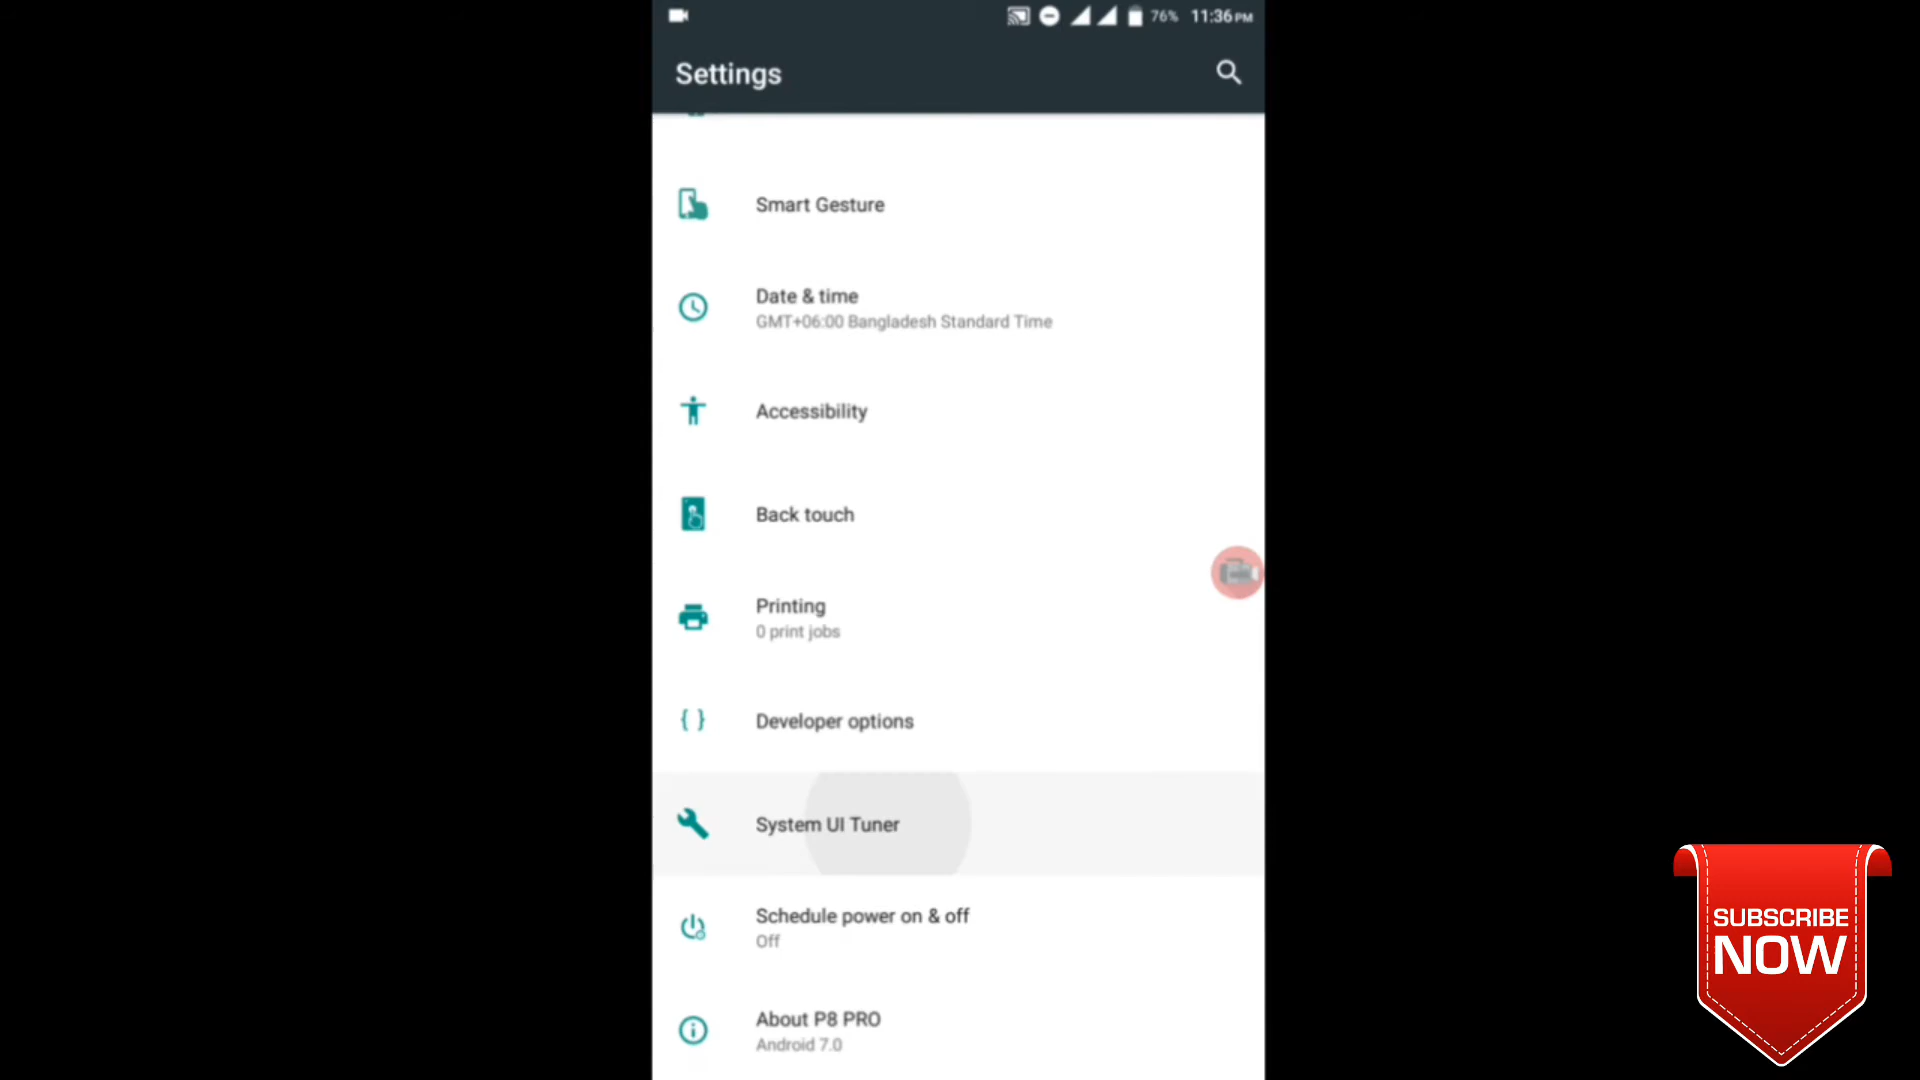 76% 11:36 PM
Settings
Smart Gesture
Date & time
GMT+06:00 Bangladesh Standard Time
Accessibility
Back touch
Printing
0 print jobs
{ } Developer options
System UI Tuner
Schedule power on & off
Off
About P8 PRO
Android 7.0
SUBSCRIBE
NOW